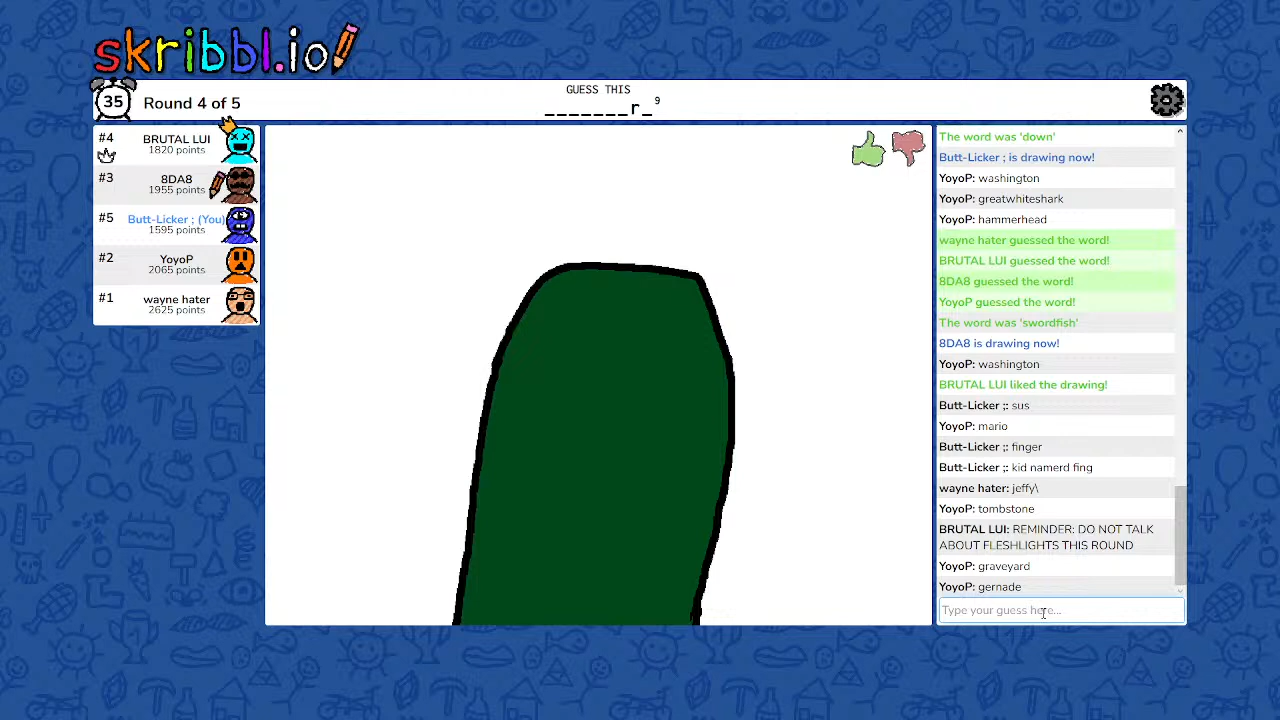 skribbl.io
35
Round 4 of 5
GUESS THIS
_______r_ 9
#4
BRUTAL LUI
1820 points
#3
8DA8
1955 points
#5
Butt-Licker ; (You)
1595 points
#2
YoyoP
2065 points
#1
wayne hater
2625 points
The word was 'down'
Butt-Licker ; is drawing now!
YoyoP: washington
YoyoP: greatwhiteshark
YoyoP: hammerhead
wayne hater guessed the word!
BRUTAL LUI guessed the word!
8DA8 guessed the word!
YoyoP guessed the word!
The word was 'swordfish'
8DA8 is drawing now!
YoyoP: washington
BRUTAL LUI liked the drawing!
Butt-Licker ;: sus
YoyoP: mario
Butt-Licker ;: finger
Butt-Licker ;: kid namerd fing
wayne hater: jeffy\
YoyoP: tombstone
BRUTAL LUI: REMINDER: DO NOT TALK
ABOUT FLESHLIGHTS THIS ROUND
YoyoP: graveyard
YoyoP: gernade
Type your guess here...